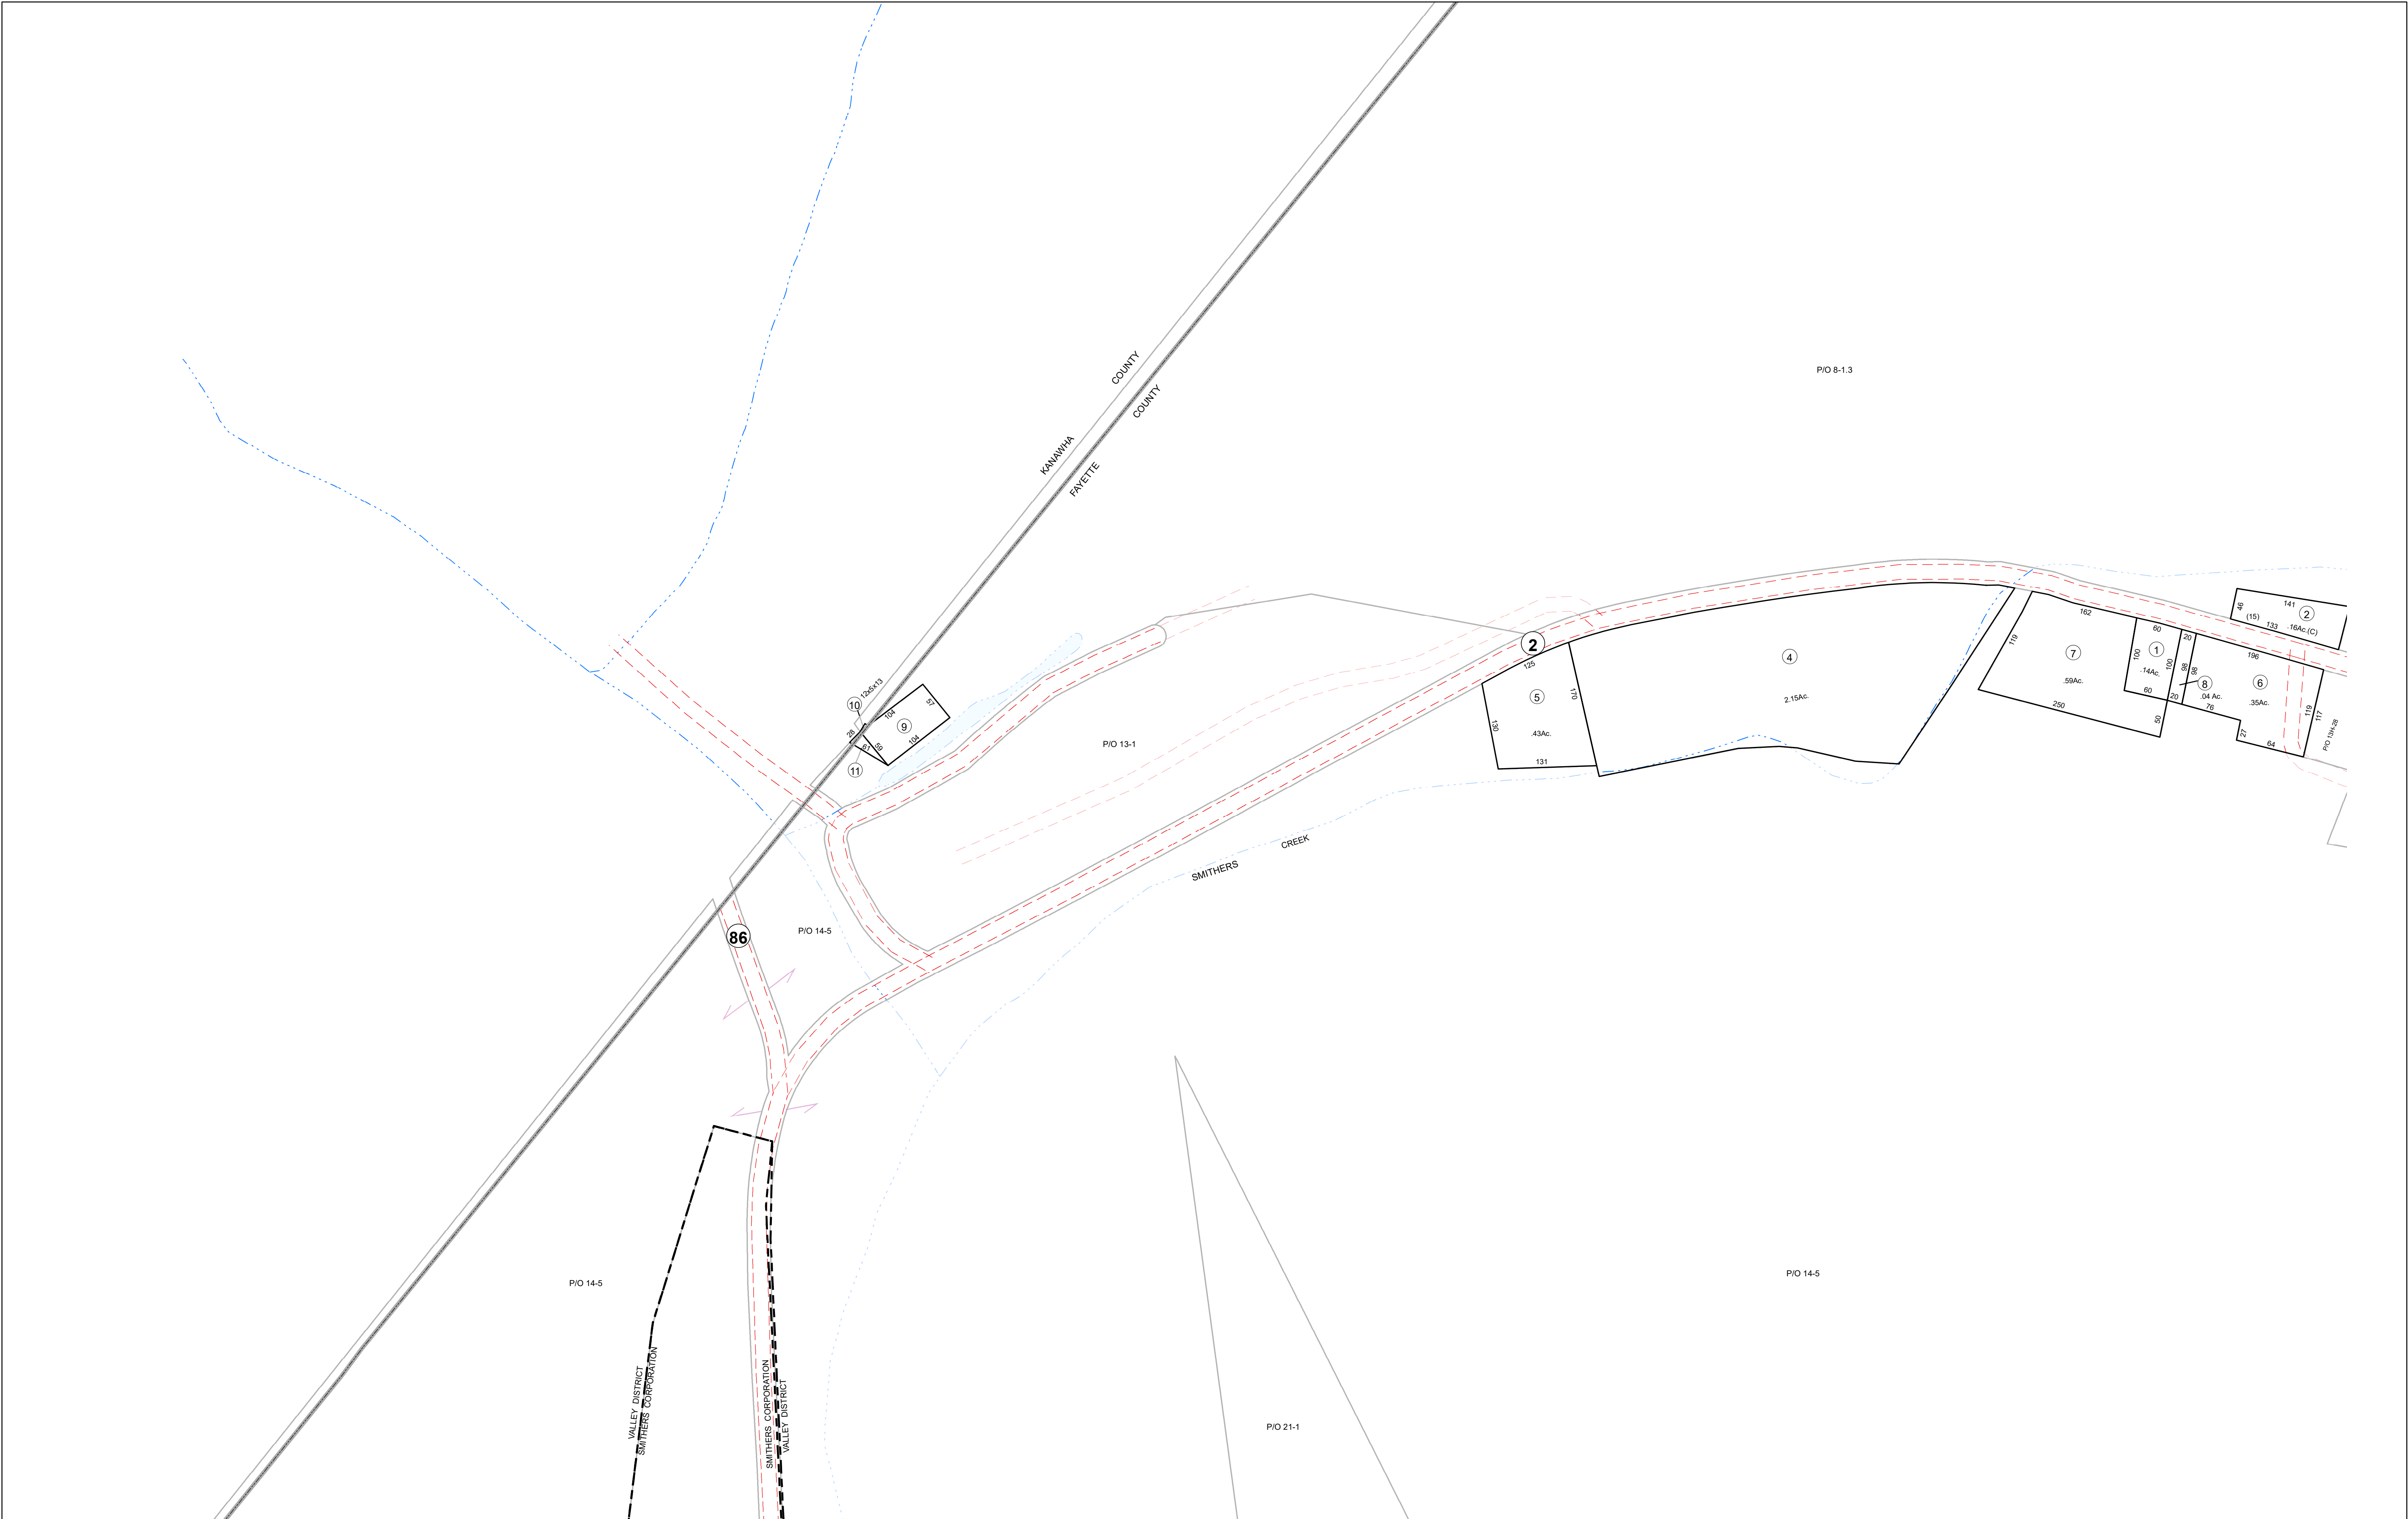 KANAWHA COUNTY
FAYETTE COUNTY
P/O 8-1.3
46
141
2
(15)
133
.16Ac.(C)
2
125
5
170
130
.43Ac.
131
4
2.15Ac.
119
162
7
.59Ac.
250
50
60
1
100
100
.14Ac.
60
20
98
98
8
.04 Ac.
20
196
6
.35Ac.
76
27
64
119
117
P/O 13H-28
12x5x13
10
104
57
9
28
59
104
61
11
P/O 13-1
SMITHERS CREEK
86
P/O 14-5
P/O 14-5
P/O 14-5
VALLEY DISTRICT
SMITHERS CORPORATION
SMITHERS CORPORATION
VALLEY DISTRICT
P/O 21-1